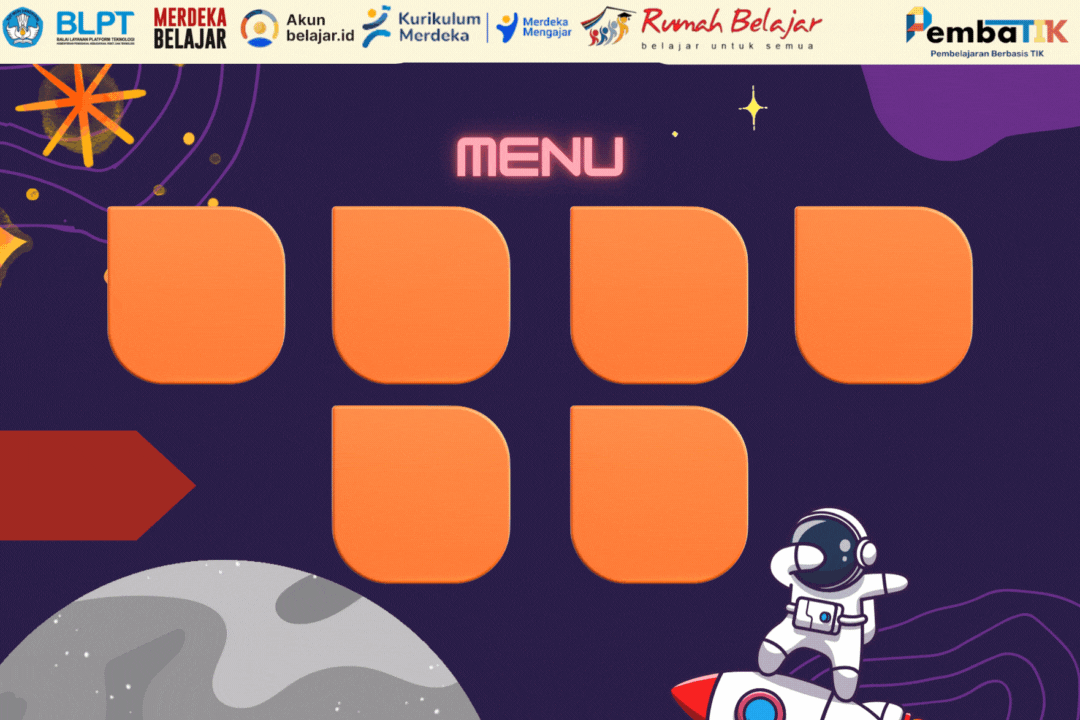 BLPT
BALAI LAYANAN PLATFORM TEKNOLOGI
MERDEKA
BELAJAR
Akun
belajar.id
Kurikulum
Merdeka
Merdeka
Mengajar
Rumah Belajar
belajar untuk semua
PembaTIK
Pembelajaran Berbasis TIK
MENU